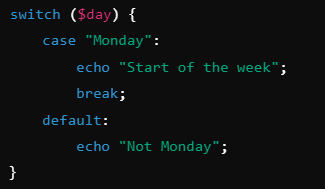 switch ($day) {
    case "Monday":
        echo "Start of the week";
        break;
    default:
        echo "Not Monday";
}